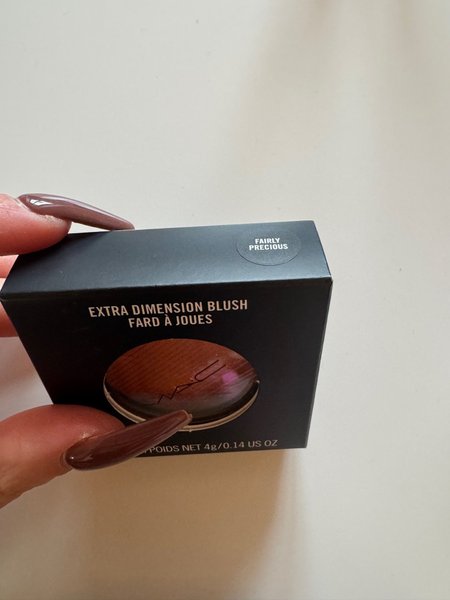 FAIRLY
PRECIOUS
EXTRA DIMENSION BLUSH
FARD À JOUES
MAC
POIDS NET 4g/0.14 US OZ